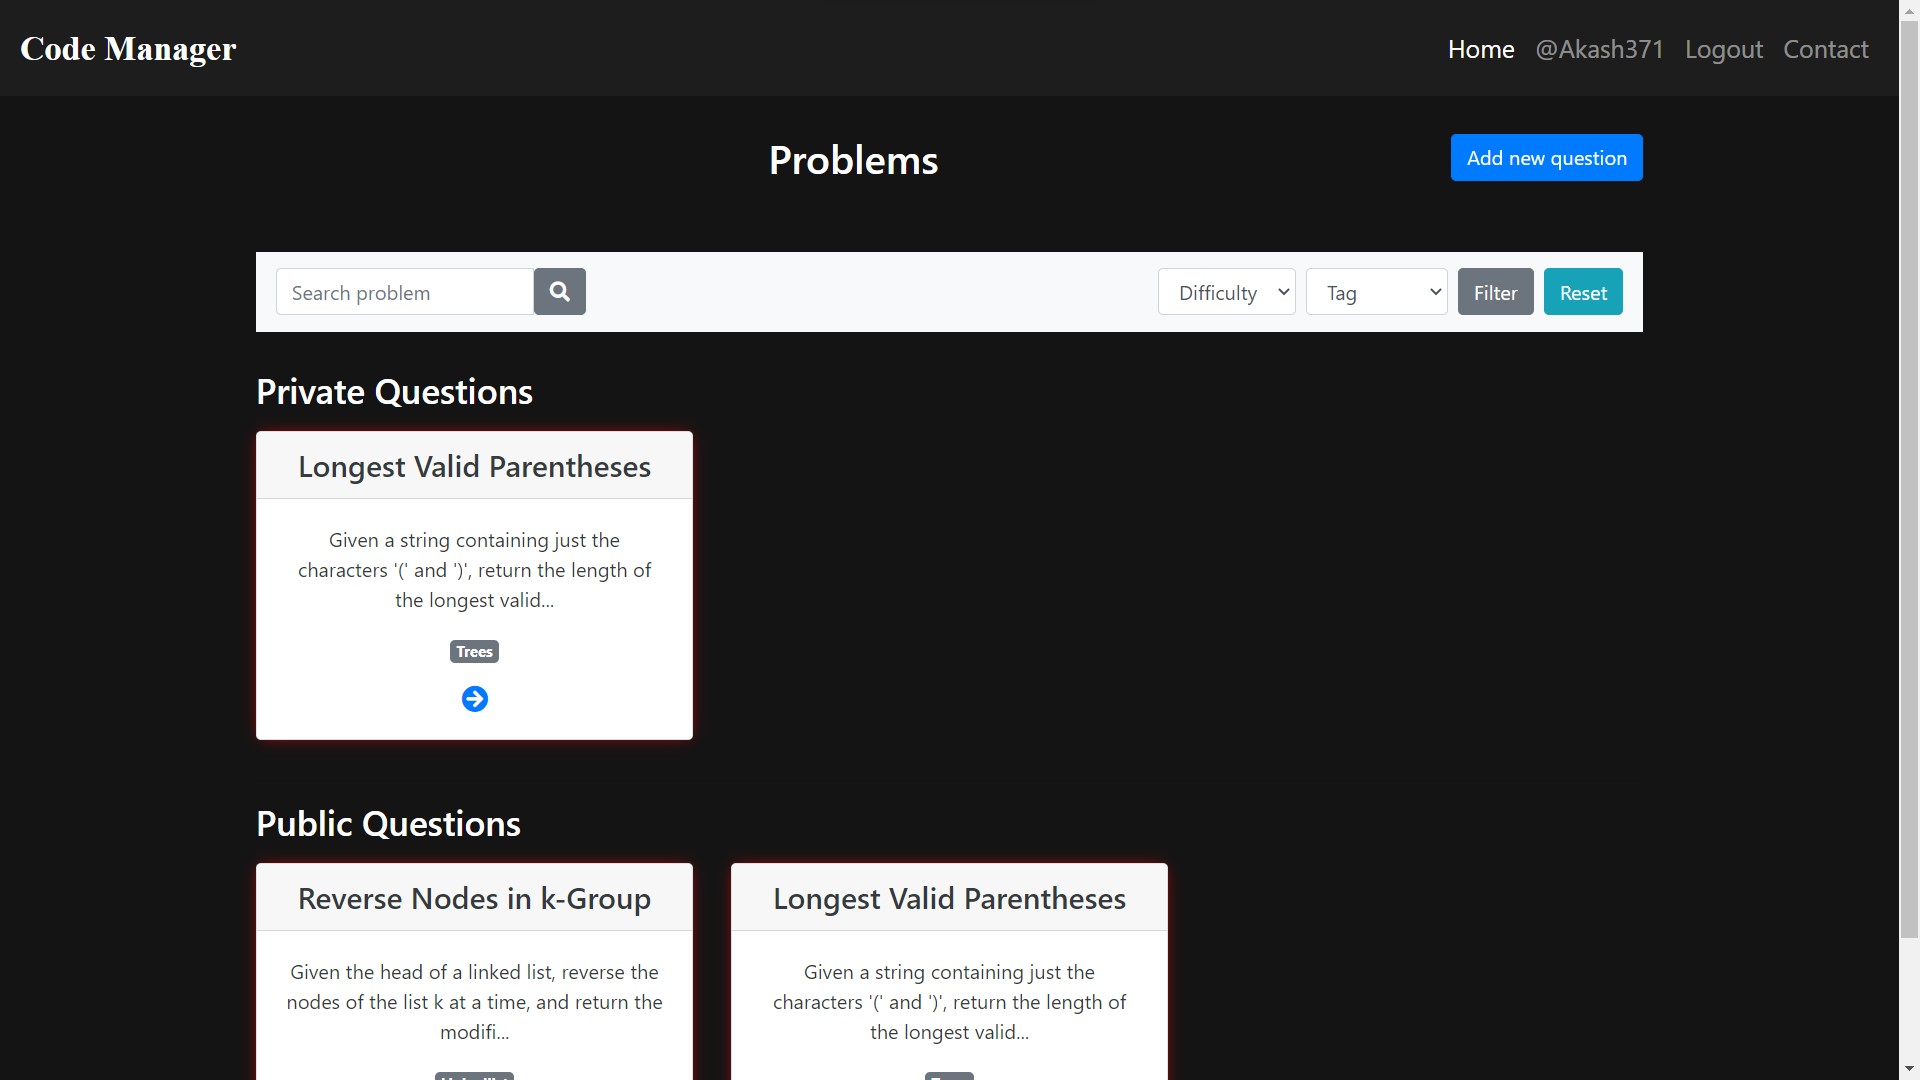 Code Manager
Home @Akash371 Logout Contact
Problems
Add new question
Search problem
Difficulty
Tag
Filter
Reset
Private Questions
Longest Valid Parentheses
Given a string containing just the
characters '(' and ')', return the length of
the longest valid...
Trees
Public Questions
Reverse Nodes in k-Group
Given the head of a linked list, reverse the
nodes of the list k at a time, and return the
modifi...
Longest Valid Parentheses
Given a string containing just the
characters '(' and ')', return the length of
the longest valid...